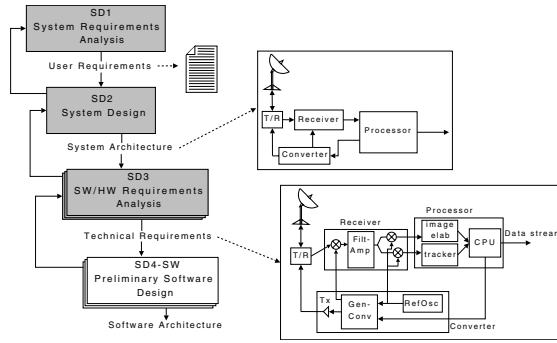 SD1
System Requirements
Analysis
User Requirements
SD2
System Design
System Architecture
SD3
SW/HW Requirements
Analysis
Technical Requirements
SD4-SW
Preliminary Software
Design
Software Architecture
T/R
Receiver
Processor
Converter
Receiver
Processor
T/R
Filt-
Amp
image
elab
tracker
CPU
Data stream
Tx
Gen-
Conv
RefOsc
Converter